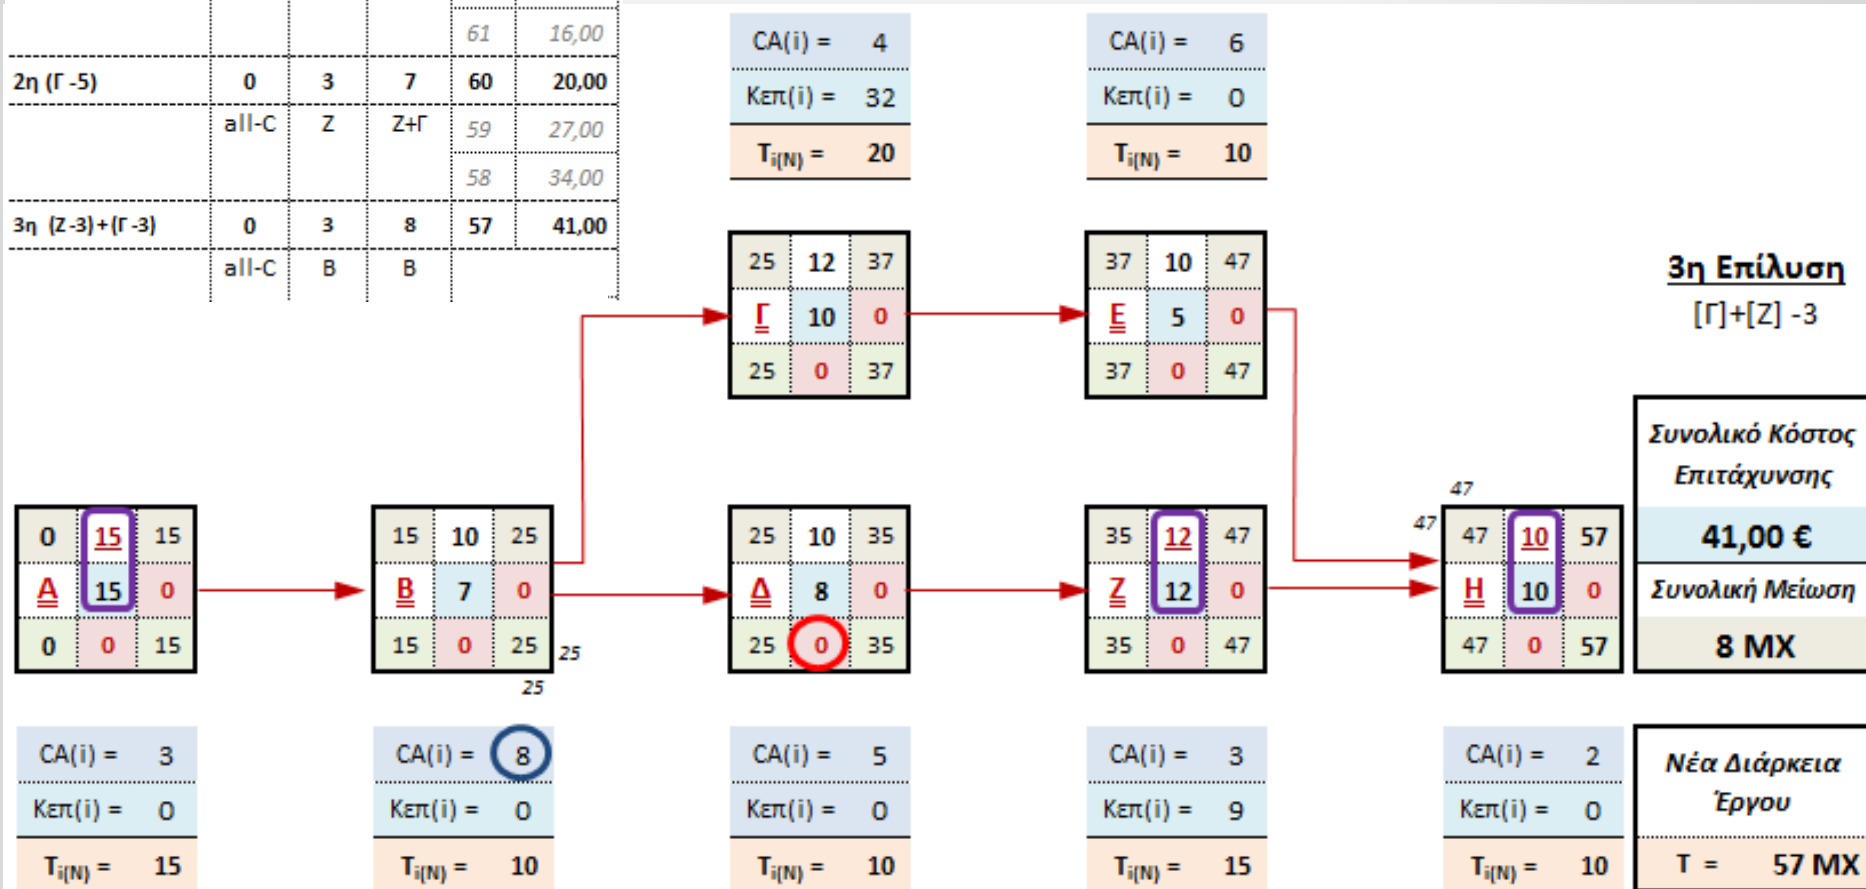 61 16,00
2η (Γ -5) 0 3 7 60 20,00
all-C Z Z+Γ 59 27,00
58 34,00
3η (Z -3)+(Γ -3) 0 3 8 57 41,00
all-C B B
CA(i) = 4
Κεπ(i) = 32
Ti(N) = 20
CA(i) = 6
Κεπ(i) = 0
Ti(N) = 10
25 12 37
Γ 10 0
25 0 37
37 10 47
E 5 0
37 0 47
3η Επίλυση
[Γ]+[Z] -3
Συνολικό Κόστος
Επιτάχυνσης
41,00 €
Συνολική Μείωση
8 MX
0 15 15
A 15 0
0 0 15
15 10 25
B 7 0
15 0 25
25
25
25 10 35
Δ 8 0
25 0 35
35 12 47
Z 12 0
35 0 47
47
47
47 10 57
H 10 0
47 0 57
CA(i) = 3
Κεπ(i) = 0
Ti(N) = 15
CA(i) = 8
Κεπ(i) = 0
Ti(N) = 10
CA(i) = 5
Κεπ(i) = 0
Ti(N) = 10
CA(i) = 3
Κεπ(i) = 9
Ti(N) = 15
CA(i) = 2
Κεπ(i) = 0
Ti(N) = 10
Νέα Διάρκεια
Έργου
T = 57 MX